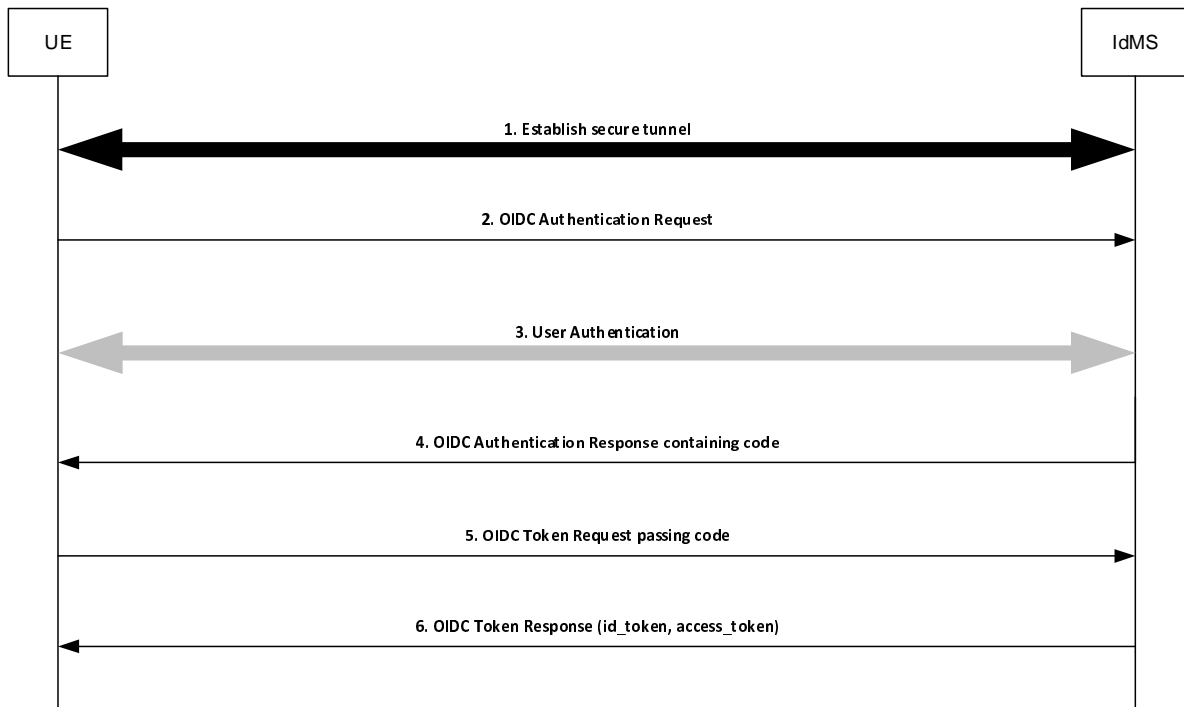 UE
IdMS
1. Establish secure tunnel
2. OIDC Authentication Request
3. User Authentication
4. OIDC Authentication Response containing code
5. OIDC Token Request passing code
6. OIDC Token Response (id_token, access_token)